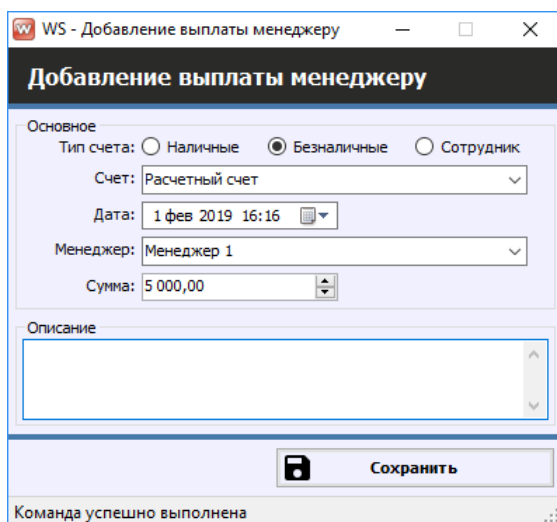 WS - Добавление выплаты менеджеру
Добавление выплаты менеджеру
Основное
Тип счета: Наличные Безналичные Сотрудник
Счет: Расчетный счет
Дата: 1 фев 2019 16:16
Менеджер: Менеджер 1
Сумма: 5 000,00
Описание
Сохранить
Команда успешно выполнена